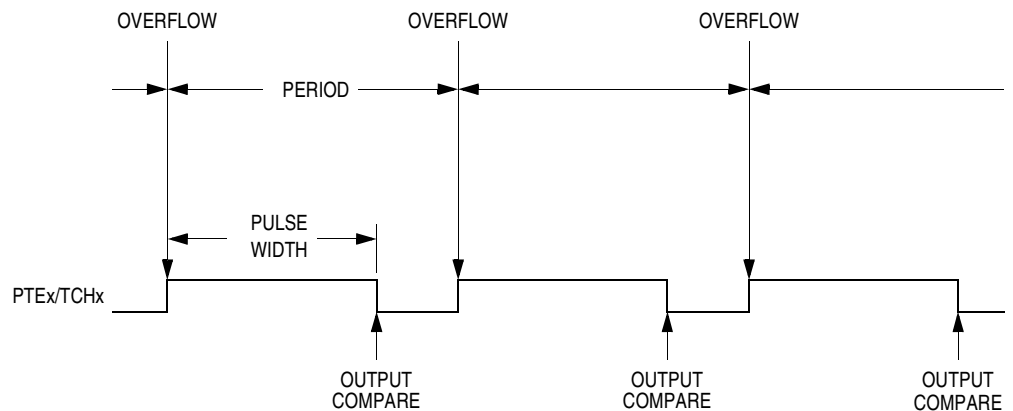 OVERFLOW OVERFLOW OVERFLOW
PERIOD
PULSE
WIDTH
PTEx/TCHx
OUTPUT
COMPARE
OUTPUT
COMPARE
OUTPUT
COMPARE